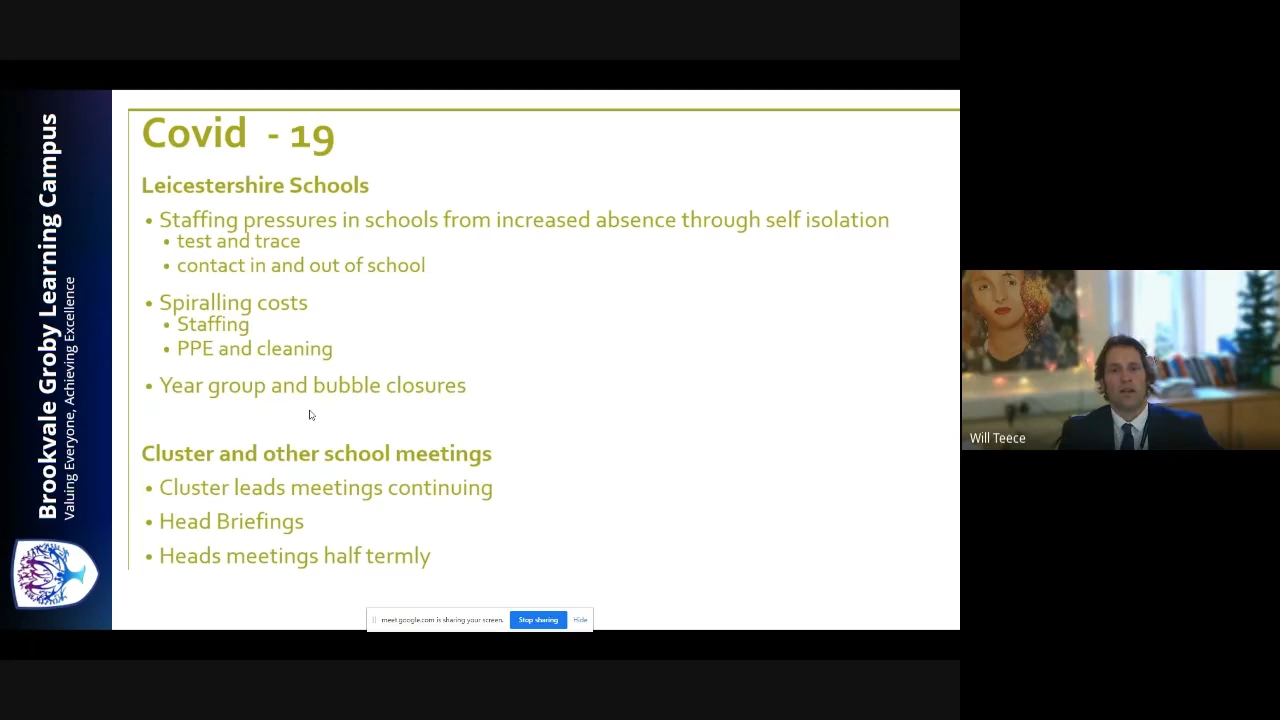 Brookvale Groby Learning Campus
Valuing Everyone, Achieving Excellence
Covid - 19
Leicestershire Schools
• Staffing pressures in schools from increased absence through self isolation
• test and trace
• contact in and out of school
• Spiralling costs
• Staffing
• PPE and cleaning
• Year group and bubble closures
Cluster and other school meetings
• Cluster leads meetings continuing
• Head Briefings
• Heads meetings half termly
meet.google.com is sharing your screen. Stop sharing Hide
Will Teece